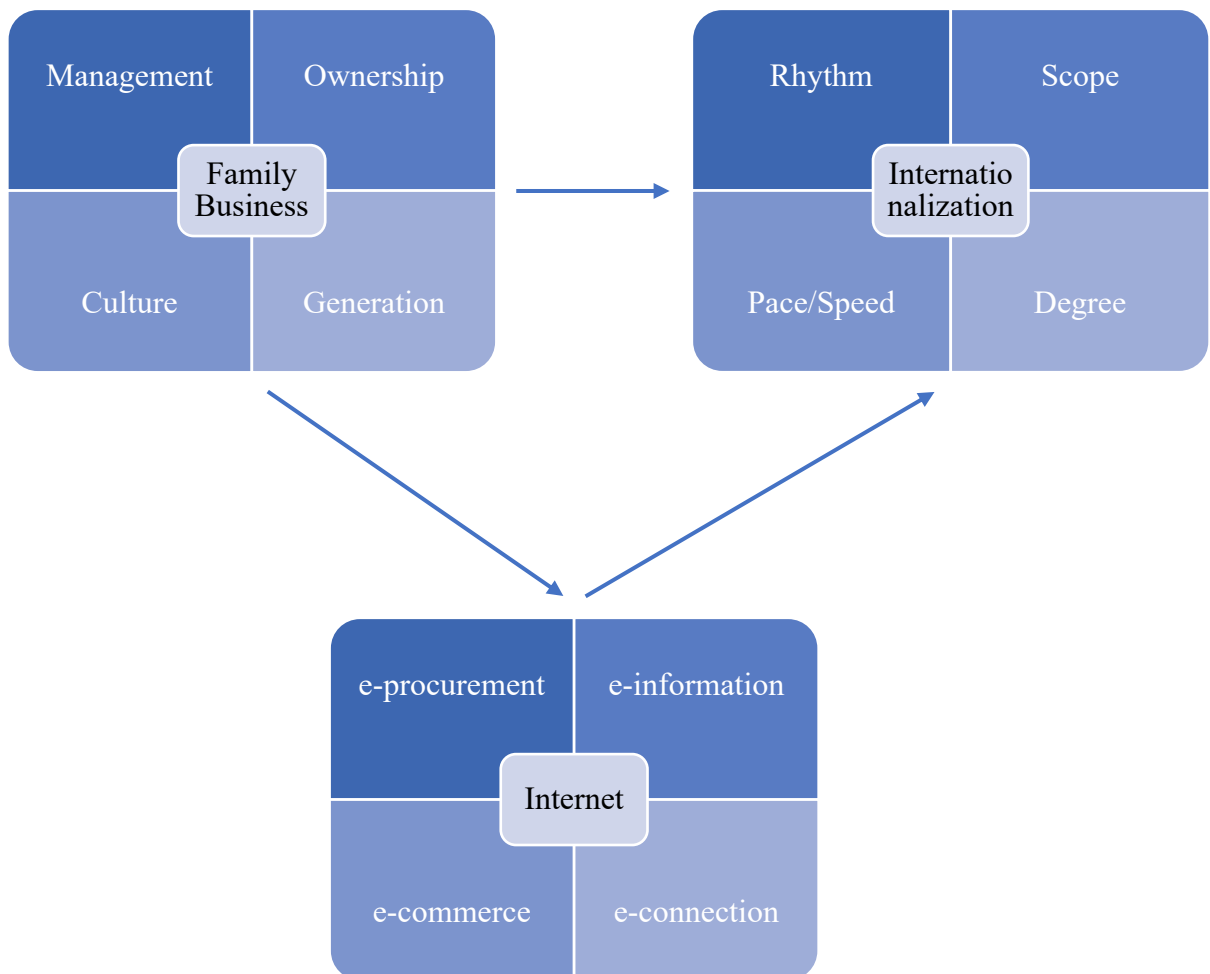 Management
Ownership
Family
Business
Culture
Generation
Rhythm
Scope
Internatio
nalization
Pace/Speed
Degree
e-procurement
e-information
Internet
e-commerce
e-connection